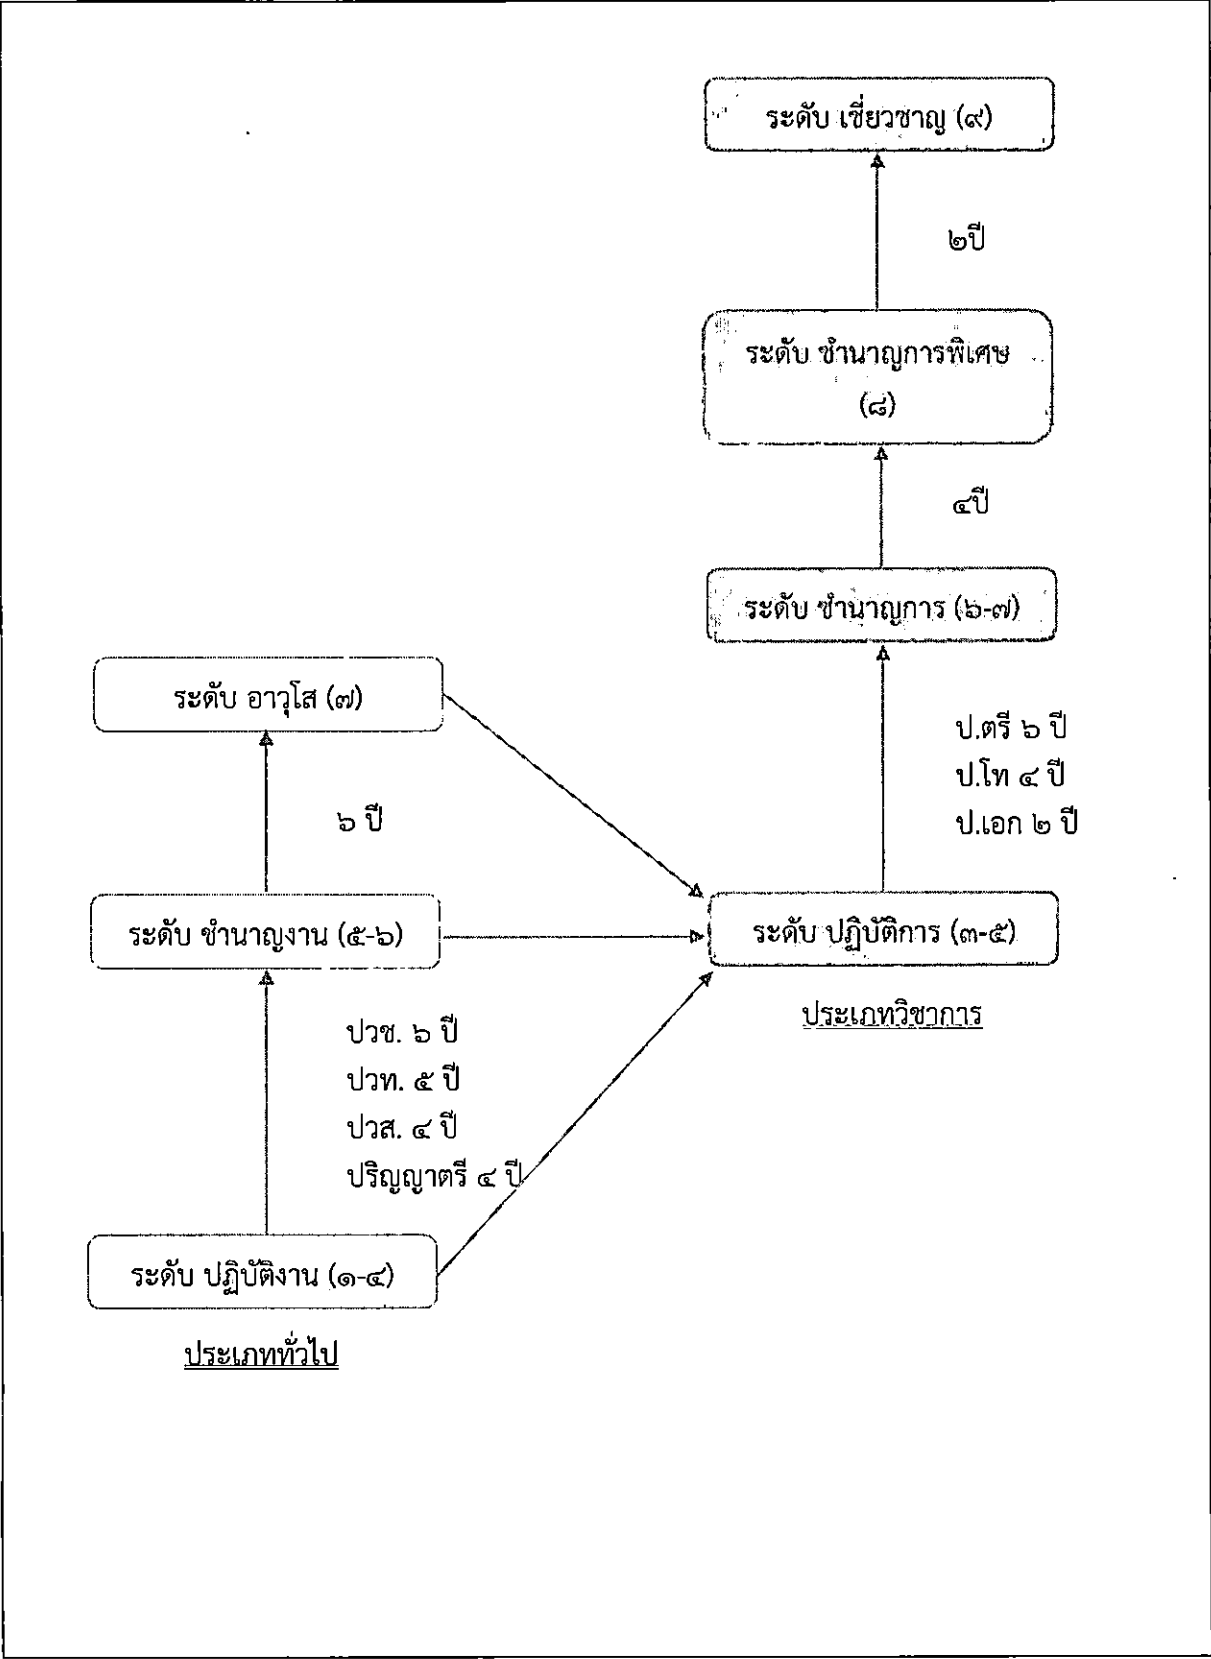 ระดับ เชี่ยวชาญ (๙)
๒ปี
ระดับ ชำนาญการพิเศษ
(๘)
๔ปี
ระดับ ชำนาญการ (๖-๗)
ระดับ อาวุโส (๗)
ป.ตรี ๖ ปี
ป.โท ๔ ปี
ป.เอก ๒ ปี
๖ ปี
ระดับ ชำนาญงาน (๕-๖)
ระดับ ปฏิบัติการ (๓-๕)
ประเภทวิชาการ
ปวช. ๖ ปี
ปวท. ๕ ปี
ปวส. ๔ ปี
ปริญญาตรี ๔ ปี
ระดับ ปฏิบัติงาน (๑-๔)
ประเภททั่วไป